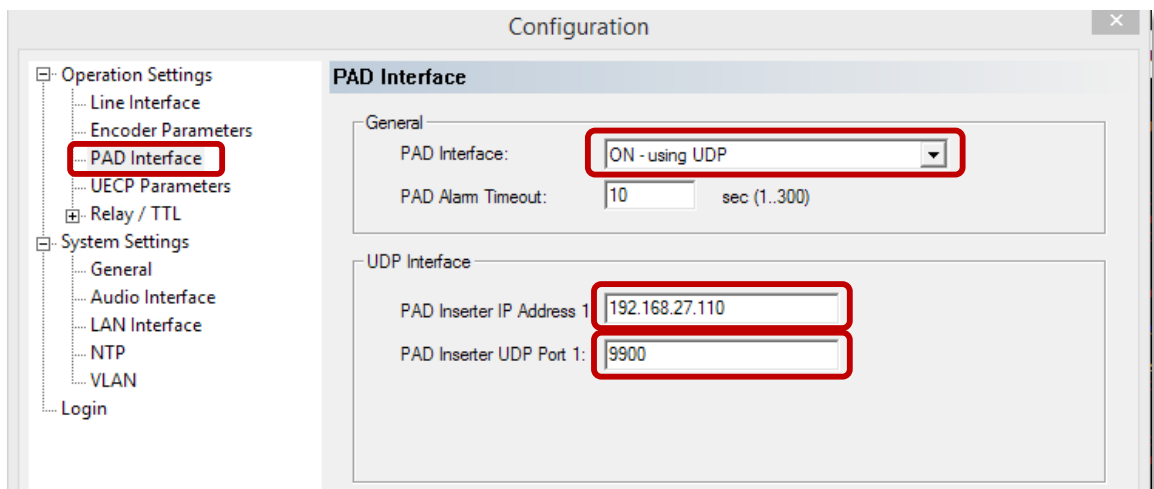 Configuration
Operation Settings
Line Interface
Encoder Parameters
PAD Interface
UECP Parameters
Relay / TTL
System Settings
General
Audio Interface
LAN Interface
NTP
VLAN
Login
PAD Interface
General
PAD Interface: ON - using UDP
PAD Alarm Timeout: 10 sec (1..300)
UDP Interface
PAD Inserter IP Address 1 192.168.27.110
PAD Inserter UDP Port 1: 9900